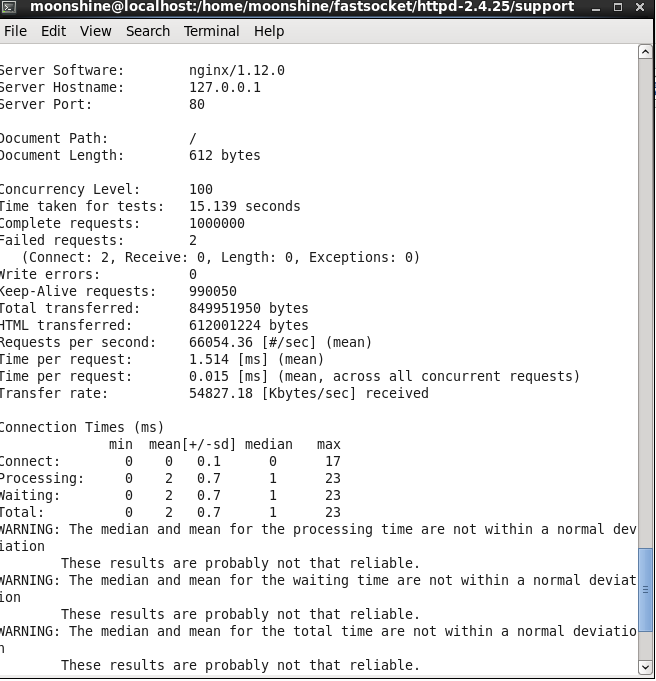 moonshine@localhost:/home/moonshine/fastsocket/httpd-2.4.25/support
File Edit View Search Terminal Help
Server Software: nginx/1.12.0
Server Hostname: 127.0.0.1
Server Port: 80
Document Path: /
Document Length: 612 bytes
Concurrency Level: 100
Time taken for tests: 15.139 seconds
Complete requests: 1000000
Failed requests: 2
(Connect: 2, Receive: 0, Length: 0, Exceptions: 0)
Write errors: 0
Keep-Alive requests: 990050
Total transferred: 849951950 bytes
HTML transferred: 612001224 bytes
Requests per second: 66054.36 [#/sec] (mean)
Time per request: 1.514 [ms] (mean)
Time per request: 0.015 [ms] (mean, across all concurrent requests)
Transfer rate: 54827.18 [Kbytes/sec] received
Connection Times (ms)
min mean[+/-sd] median max
Connect: 0 0 0.1 0 17
Processing: 0 2 0.7 1 23
Waiting: 0 2 0.7 1 23
Total: 0 2 0.7 1 23
WARNING: The median and mean for the processing time are not within a normal dev
iation
These results are probably not that reliable.
WARNING: The median and mean for the waiting time are not within a normal deviat
ion
These results are probably not that reliable.
WARNING: The median and mean for the total time are not within a normal deviatio
n
These results are probably not that reliable.